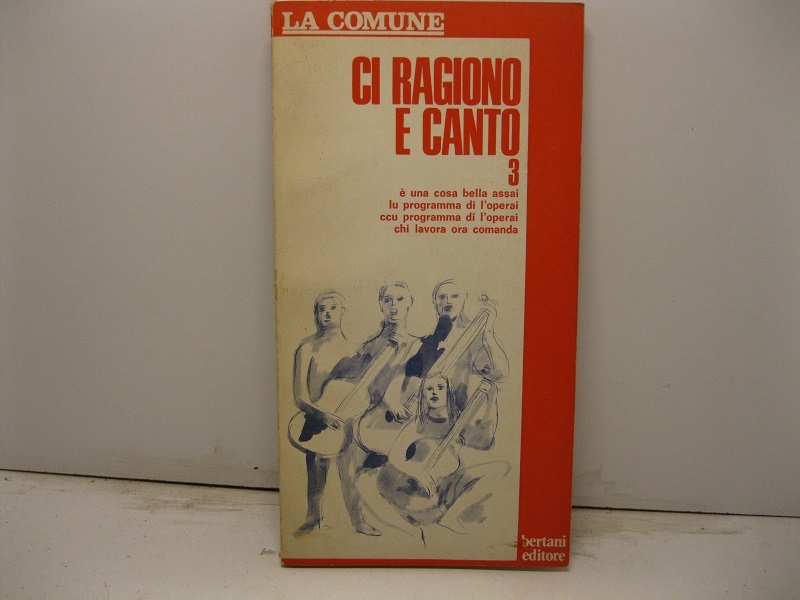 LA COMUNE
CI RAGIONO
E CANTO
3
è una cosa bella assai
lu programma di l'operai
ccu programma di l'operai
chi lavora ora comanda
bertani
editore